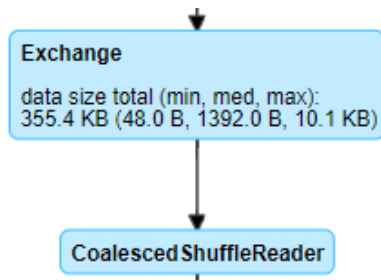 Exchange
data size total (min, med, max):
355.4 KB (48.0 B, 1392.0 B, 10.1 KB)
CoalescedShuffleReader